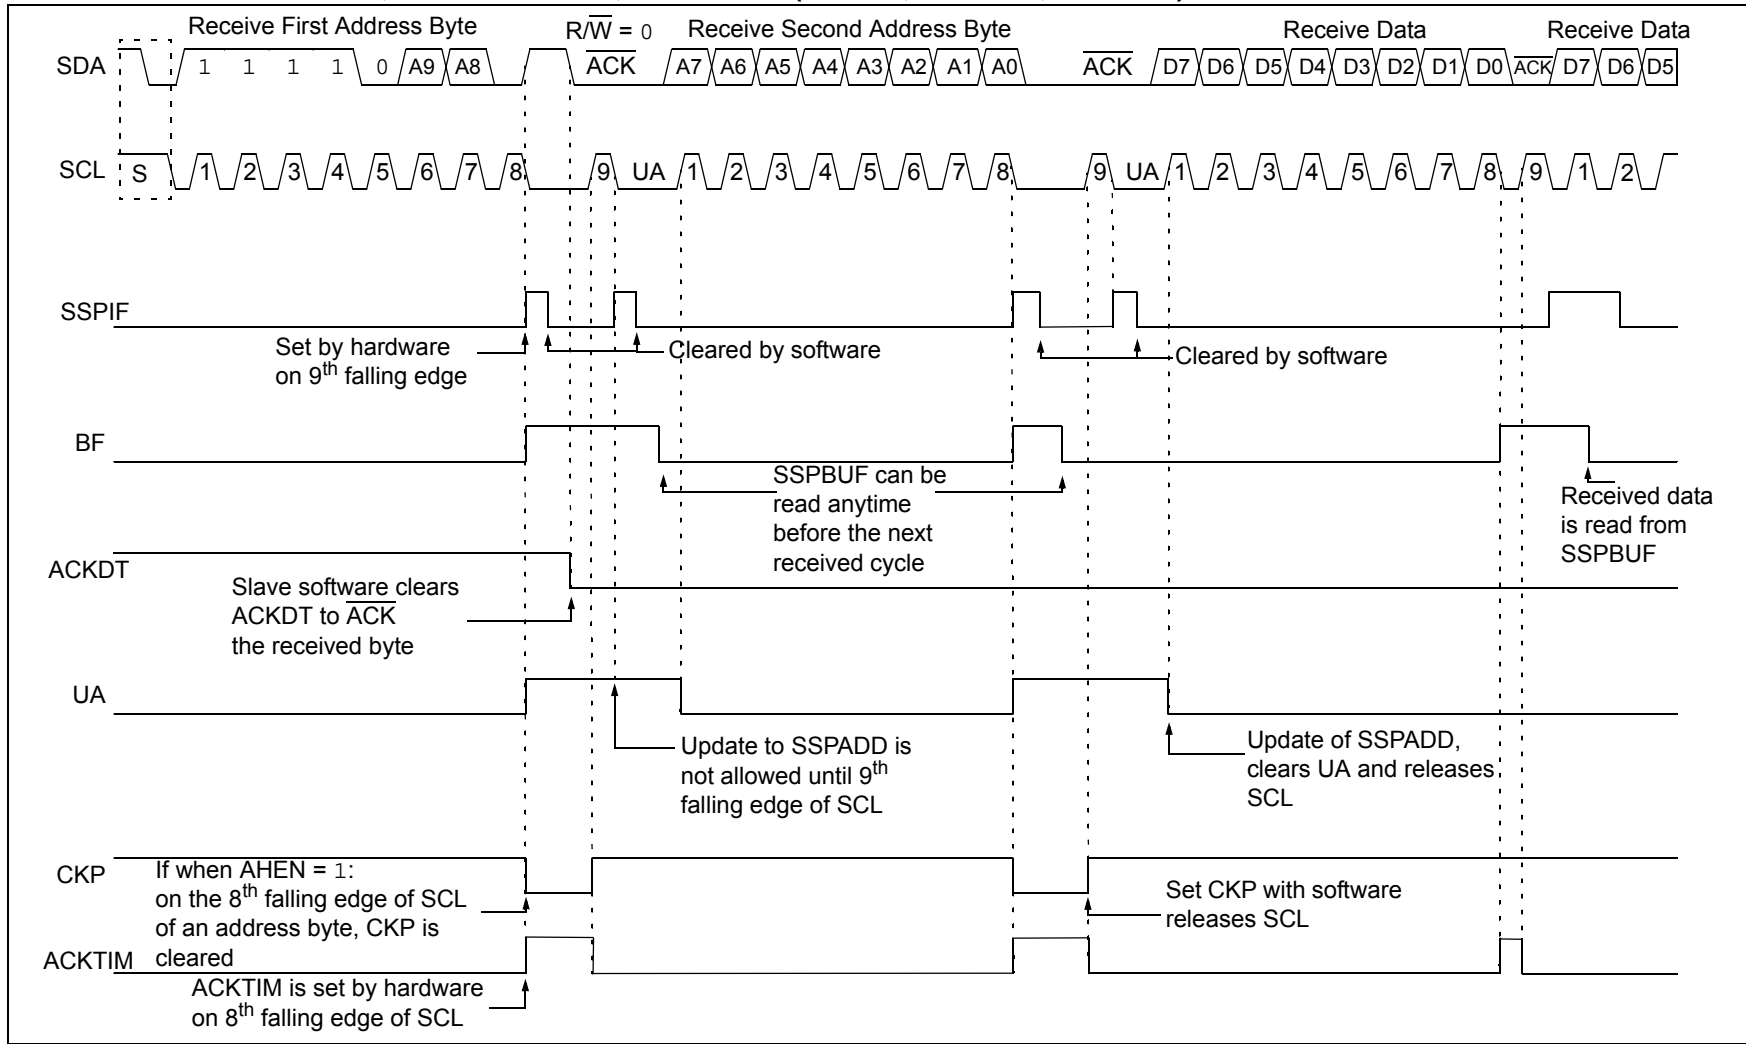 Receive First Address Byte R/W = 0 Receive Second Address Byte Receive Data Receive Data
SDA 1 1 1 1 0 A9 A8 ACK A7 A6 A5 A4 A3 A2 A1 A0 ACK D7 D6 D5 D4 D3 D2 D1 D0 ACK D7 D6 D5
SCL S 1 2 3 4 5 6 7 8 9 UA 1 2 3 4 5 6 7 8 9 UA 1 2 3 4 5 6 7 8 9 1 2
SSPIF
Set by hardware
on 9th falling edge
Cleared by software
Cleared by software
BF
SSPBUF can be
read anytime
before the next
received cycle
Received data
is read from
SSPBUF
ACKDT
Slave software clears
ACKDT to ACK
the received byte
UA
Update to SSPADD is
not allowed until 9th
falling edge of SCL
Update of SSPADD,
clears UA and releases
SCL
CKP
If when AHEN = 1:
on the 8th falling edge of SCL
of an address byte, CKP is
cleared
Set CKP with software
releases SCL
ACKTIM
ACKTIM is set by hardware
on 8th falling edge of SCL